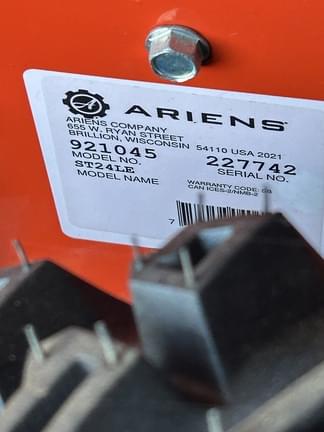 ARIENS
ARIENS COMPANY
655 W. RYAN STREET
BRILLION, WISCONSIN 54110 USA 2021
921045 227742
MODEL NO. SERIAL NO.
ST24LE
MODEL NAME
WARRANTY CODE:
CAN ICES-2/NMB-2
7